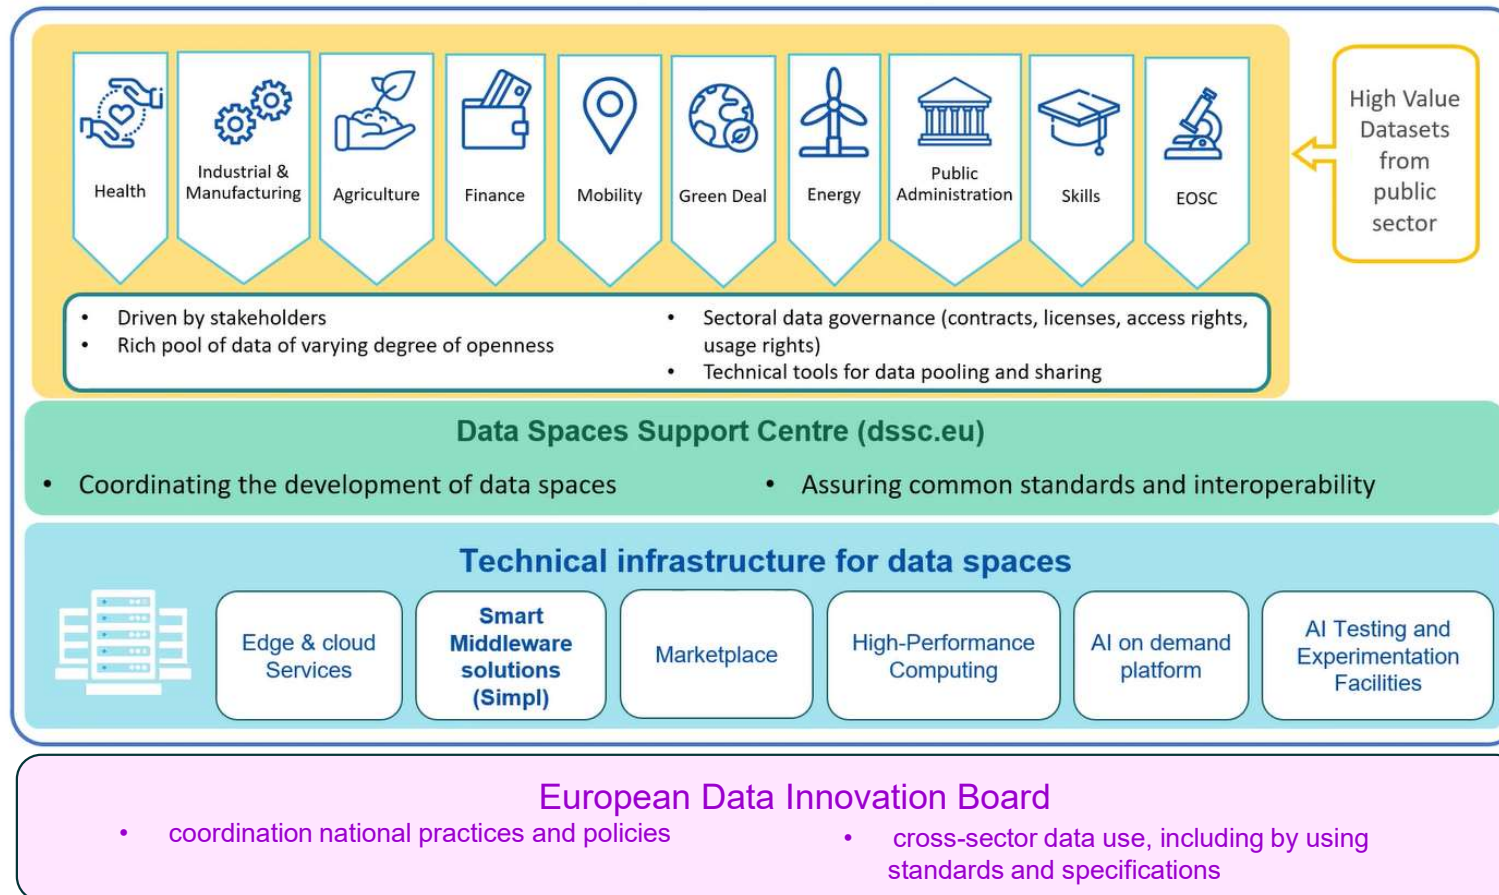 Health
Industrial &
Manufacturing
Agriculture
Finance
Mobility
Green Deal
Energy
Public
Administration
Skills
EOSC
High Value
Datasets
from
public
sector
• Driven by stakeholders
• Rich pool of data of varying degree of openness
• Sectoral data governance (contracts, licenses, access rights,
usage rights)
• Technical tools for data pooling and sharing
Data Spaces Support Centre (dssc.eu)
• Coordinating the development of data spaces
• Assuring common standards and interoperability
Technical infrastructure for data spaces
Edge & cloud
Services
Smart
Middleware
solutions
(Simpl)
Marketplace
High-Performance
Computing
AI on demand
platform
AI Testing and
Experimentation
Facilities
European Data Innovation Board
• coordination national practices and policies
• cross-sector data use, including by using
standards and specifications